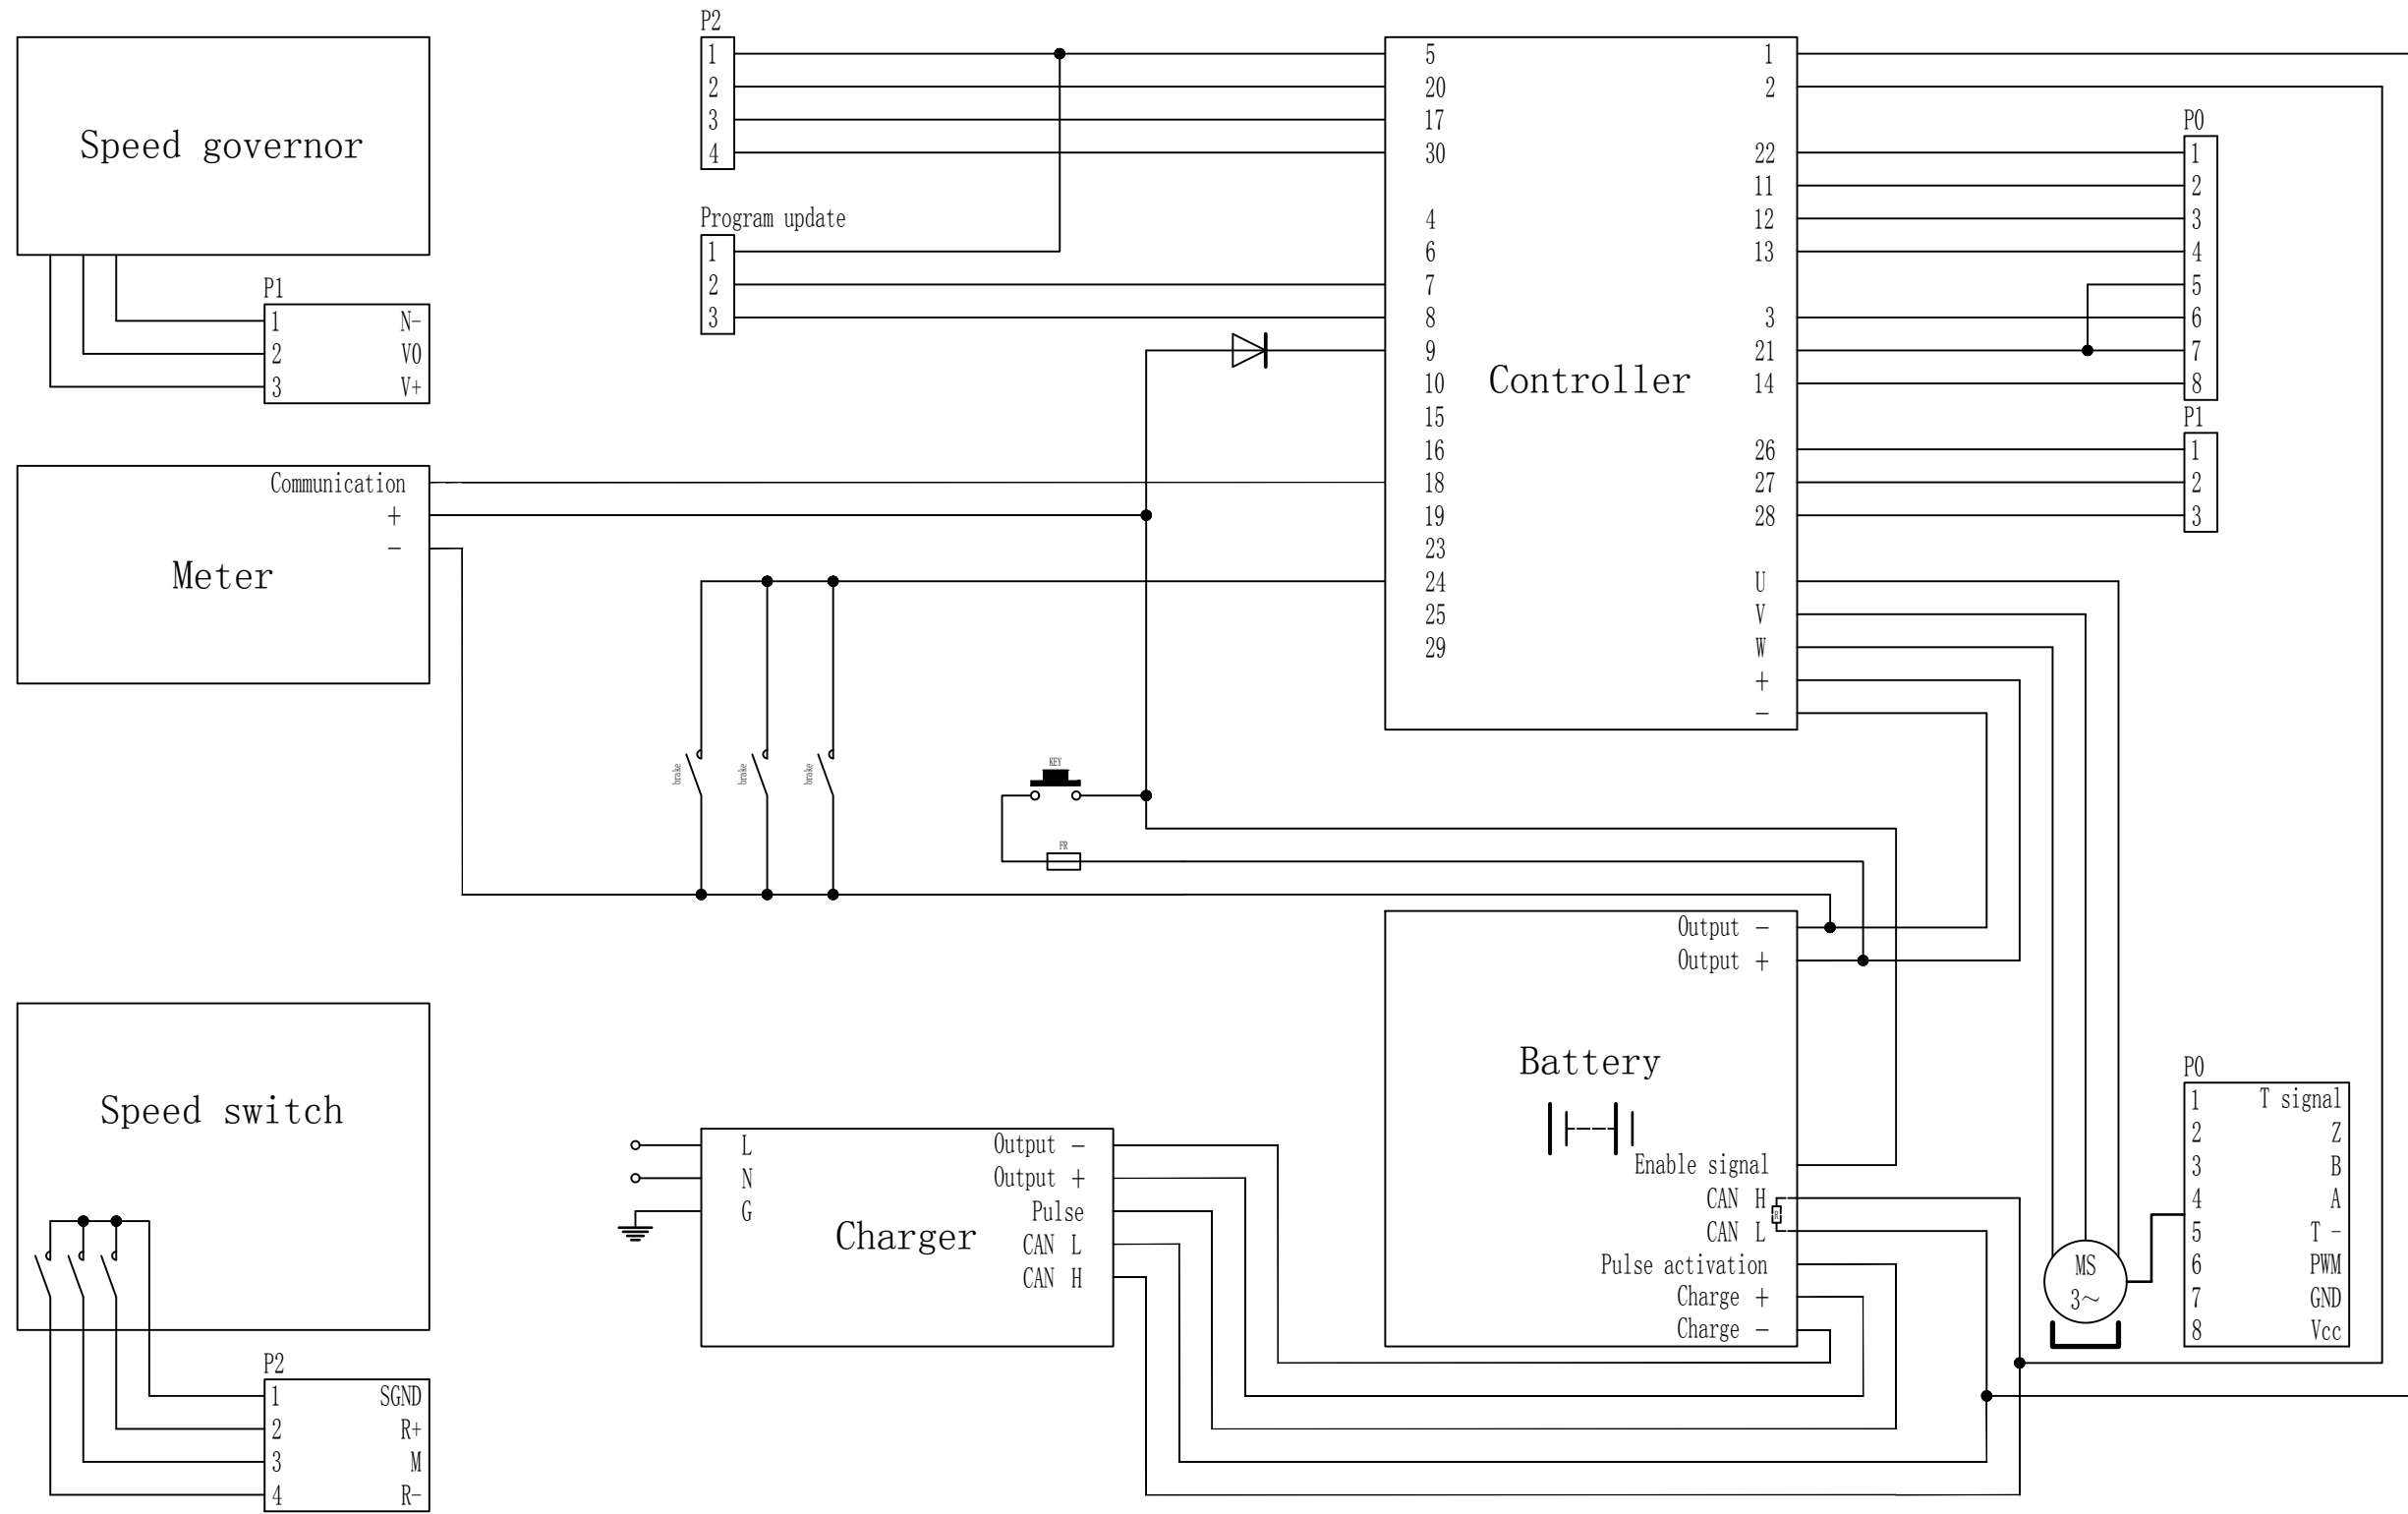 Speed governor
P1
1 N-
2 V0
3 V+
Communication
+
-
Meter
Speed switch
P2
1 SGND
2 R+
3 M
4 R-
P2
1
2
3
4
Program update
1
2
3
brake
brake
brake
KEY
FR
5 1
20 2
17
30 22
11
4 12
6 13
7
8 3
9 21
Controller
10 14
15
16 26
18 27
19 28
23
24 U
25 V
29 W
+
-
P0
1
2
3
4
5
6
7
8
P1
1
2
3
L Output -
N Output +
G Pulse
Charger
CAN L
CAN H
Output -
Output +
Battery
Enable signal
CAN H
R
CAN L
Pulse activation
Charge +
Charge -
MS
3~
P0
1 T signal
2 Z
3 B
4 A
5 T -
6 PWM
7 GND
8 Vcc